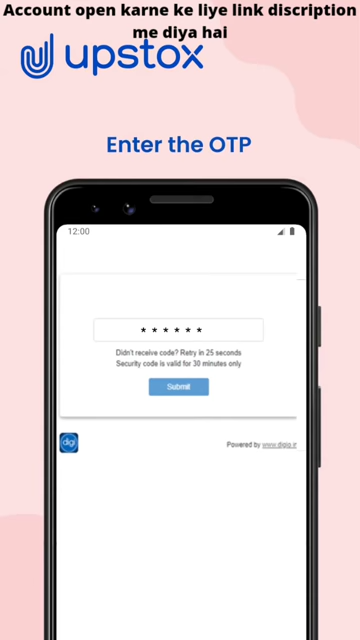 Account open karne ke liye link discription
me diya hai
upstox
Enter the OTP
12:00
* * * * * *
Didn't receive code? Retry in 25 seconds
Security code is valid for 30 minutes only
Submit
digi
Powered by www.digio.i